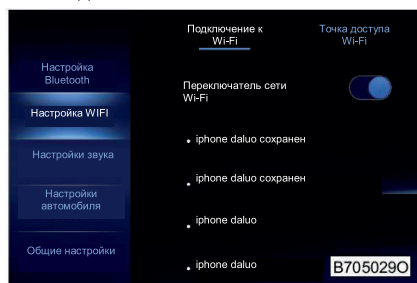 Подключение к
Wi-Fi
Точка доступа
Wi-Fi
Настройка
Bluetooth
Переключатель сети
Wi-Fi
Настройка WIFI
iphone daluo сохранен
Настройки звука
iphone daluo сохранен
Настройки
автомобиля
iphone daluo
Общие настройки
iphone daluo
B705029O